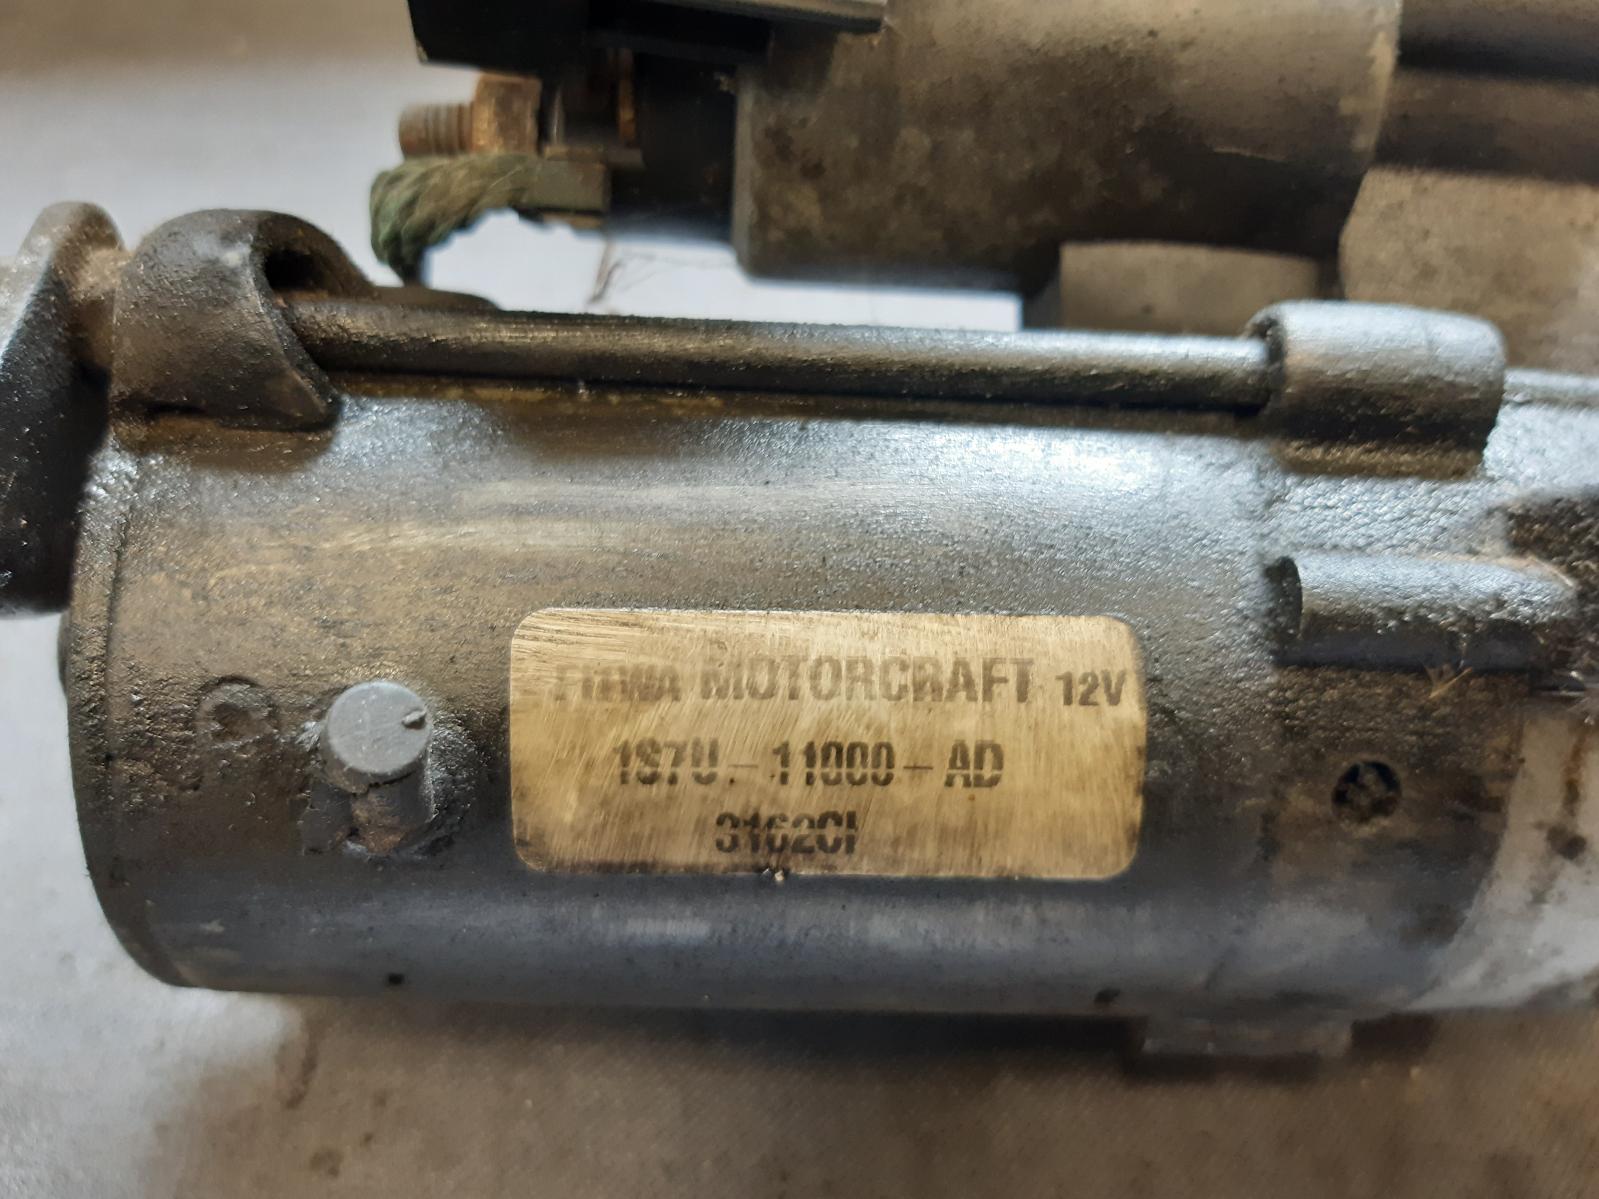 MOTORCRAFT 12V
1S7U-11000-AD
3162CI